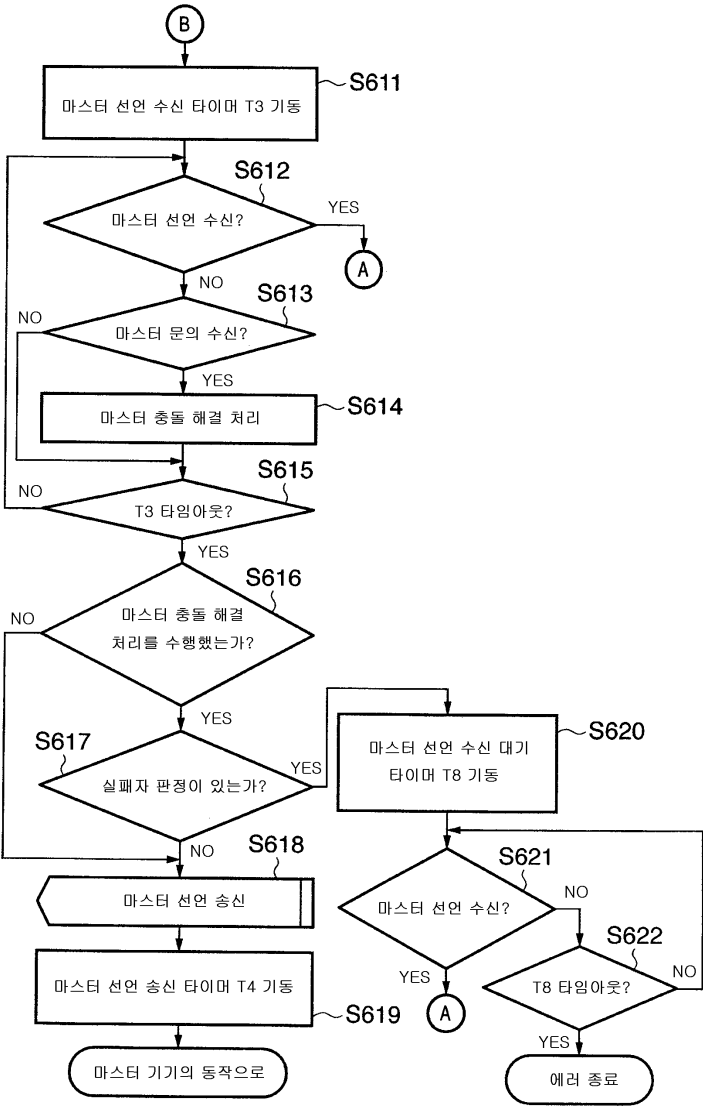 B
S611
마스터 선언 수신 타이머 T3 기동
S612
마스터 선언 수신?
YES
A
NO
S613
NO
마스터 문의 수신?
YES
S614
마스터 충돌 해결 처리
S615
NO
T3 타임아웃?
YES
S616
NO
마스터 충돌 해결
처리를 수행했는가?
YES
S617
실패자 판정이 있는가?
YES
NO
S620
마스터 선언 수신 대기
타이머 T8 기동
S618
마스터 선언 송신
S621
마스터 선언 수신?
NO
YES
A
S622
T8 타임아웃?
NO
YES
에러 종료
마스터 선언 송신 타이머 T4 기동
S619
마스터 기기의 동작으로